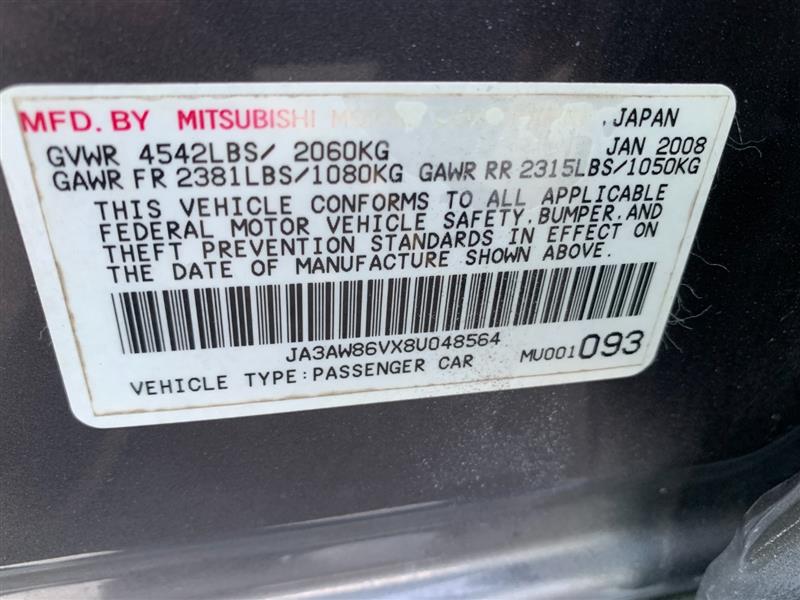 MFD. BY MITSUBISHI , JAPAN
GVWR 4542LBS/ 2060KG JAN 2008
GAWR FR 2381LBS/1080KG GAWR RR 2315LBS/1050KG
THIS VEHICLE CONFORMS TO ALL APPLICABLE
FEDERAL MOTOR VEHICLE SAFETY, BUMPER, AND
THEFT PREVENTION STANDARDS IN EFFECT ON
THE DATE OF MANUFACTURE SHOWN ABOVE.
JA3AW86VX8U048564
MU001093
VEHICLE TYPE:PASSENGER CAR